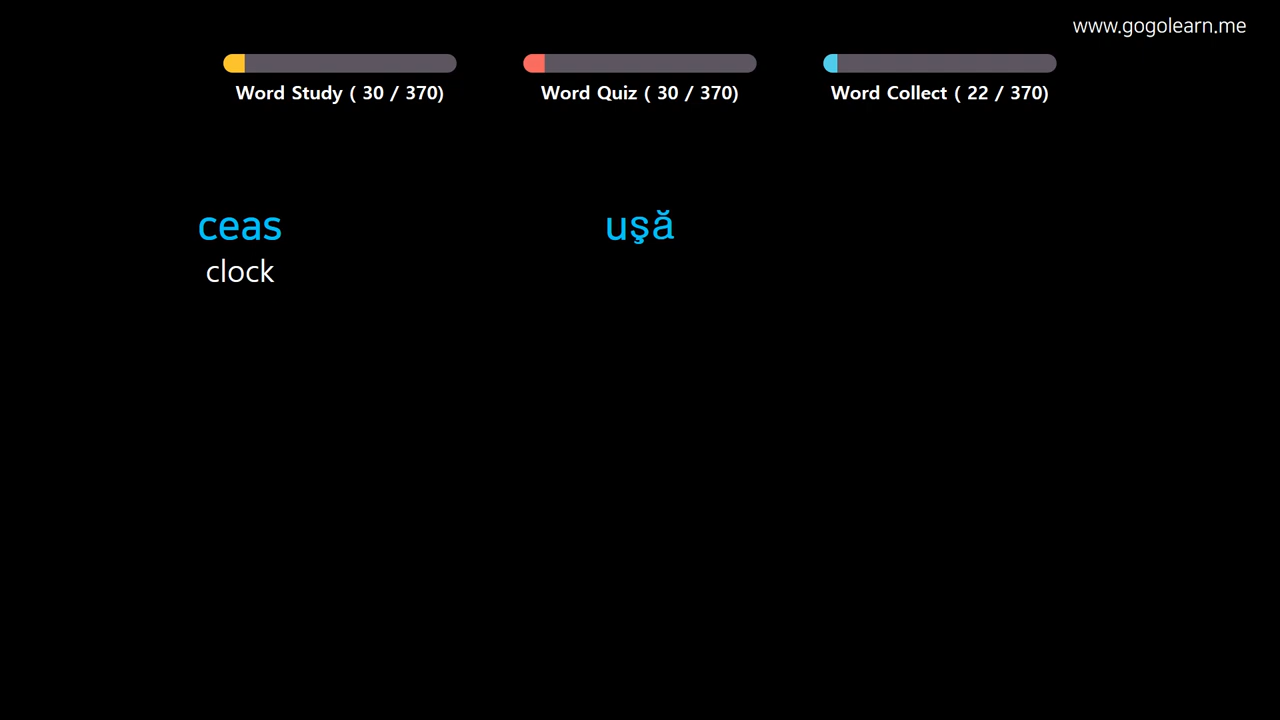 www.gogolearn.me
Word Study ( 30 / 370)
Word Quiz ( 30 / 370)
Word Collect ( 22 / 370)
ceas
uşă
clock